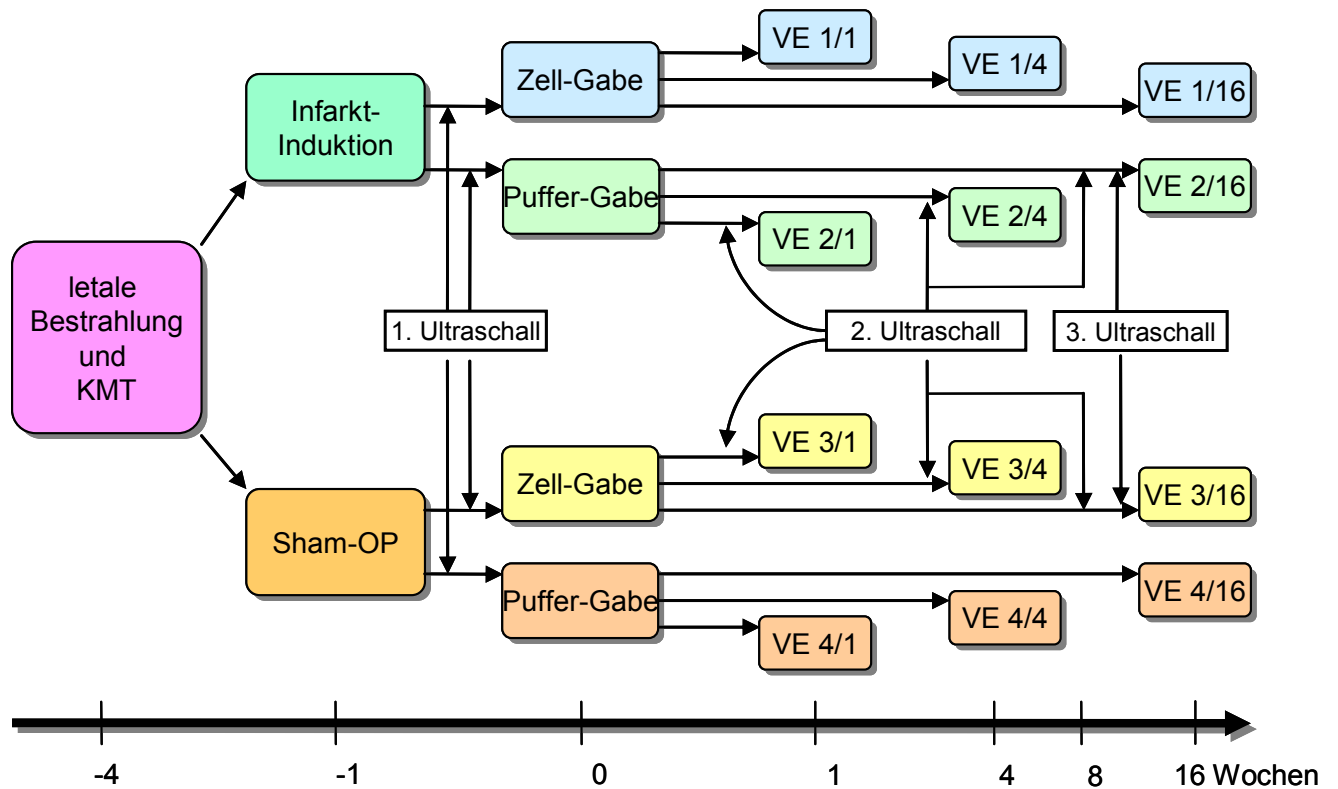 letale
Bestrahlung
und
KMT
Infarkt-
Induktion
Sham-OP
1. Ultraschall
Zell-Gabe
VE 1/1
VE 1/4
VE 1/16
Puffer-Gabe
VE 2/16
VE 2/4
VE 2/1
2. Ultraschall
3. Ultraschall
Zell-Gabe
VE 3/1
VE 3/4
VE 3/16
Puffer-Gabe
VE 4/16
VE 4/4
VE 4/1
-4 -1 0 1 4 8 16 Wochen